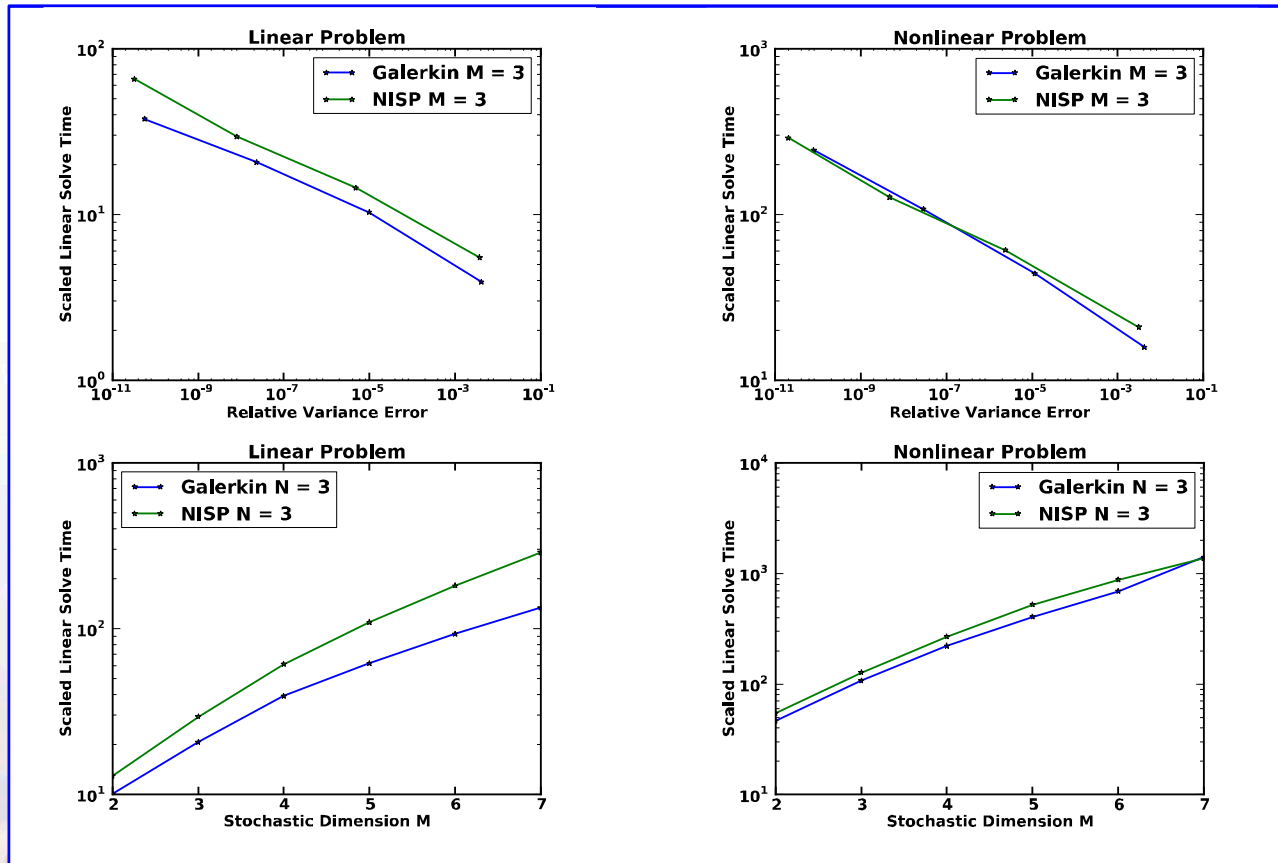 Linear Problem
Scaled Linear Solve Time
10^2
10^1
10^0
Galerkin M = 3
NISP M = 3
10^-11 10^-9 10^-7 10^-5 10^-3 10^-1
Relative Variance Error
Nonlinear Problem
Scaled Linear Solve Time
10^3
10^2
10^1
Galerkin M = 3
NISP M = 3
10^-11 10^-9 10^-7 10^-5 10^-3 10^-1
Relative Variance Error
Linear Problem
Scaled Linear Solve Time
10^3
10^2
10^1
Galerkin N = 3
NISP N = 3
2 3 4 5 6 7
Stochastic Dimension M
Nonlinear Problem
Scaled Linear Solve Time
10^4
10^3
10^2
10^1
Galerkin N = 3
NISP N = 3
2 3 4 5 6 7
Stochastic Dimension M